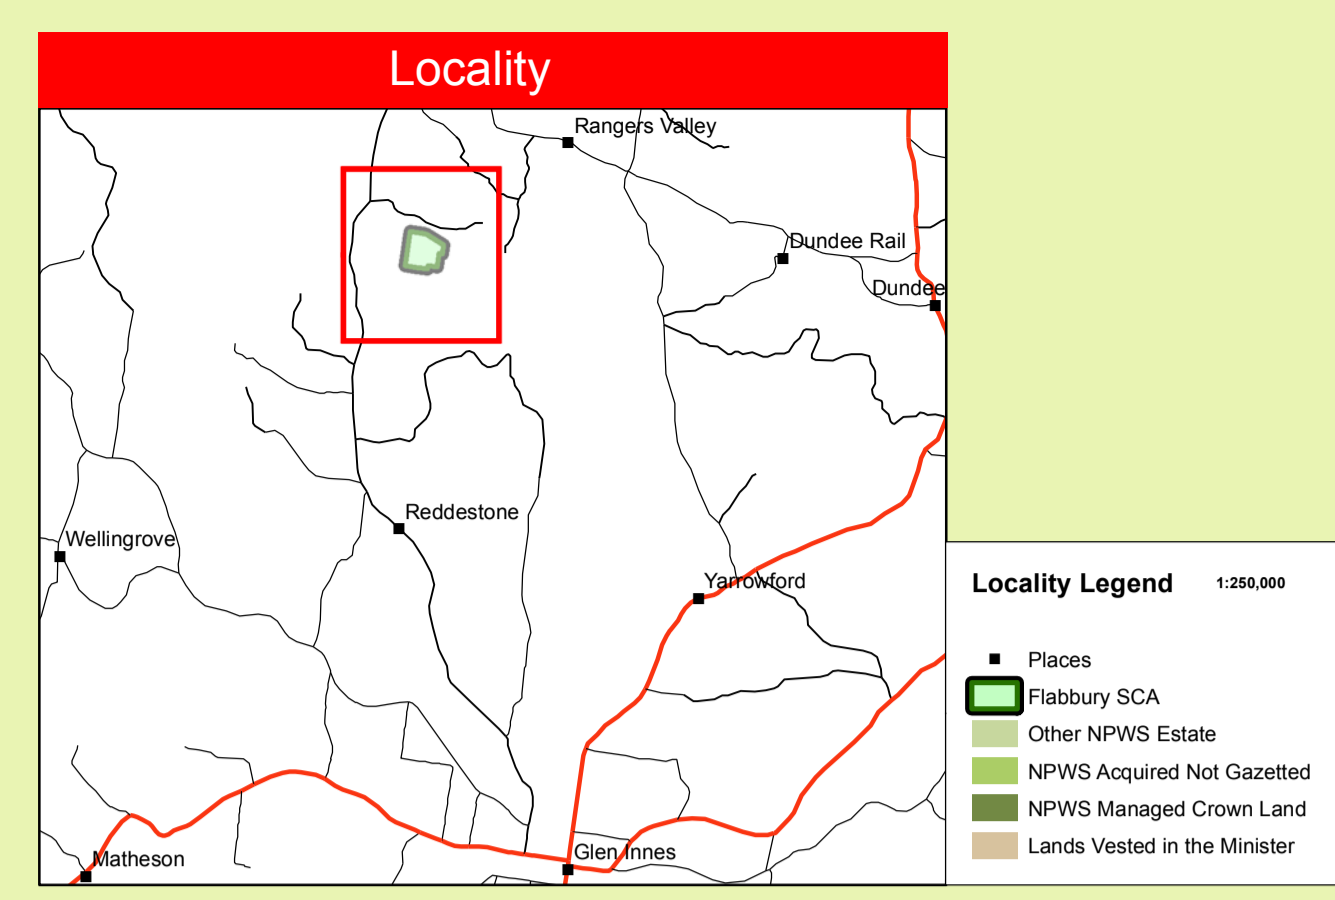 Locality
Rangers Valley
Dundee Rail
Dundee
Reddestone
Wellingrove
Yarrowford
Glen Innes
Matheson
Locality Legend 1:250,000
Places
Flabbury SCA
Other NPWS Estate
NPWS Acquired Not Gazetted
NPWS Managed Crown Land
Lands Vested in the Minister